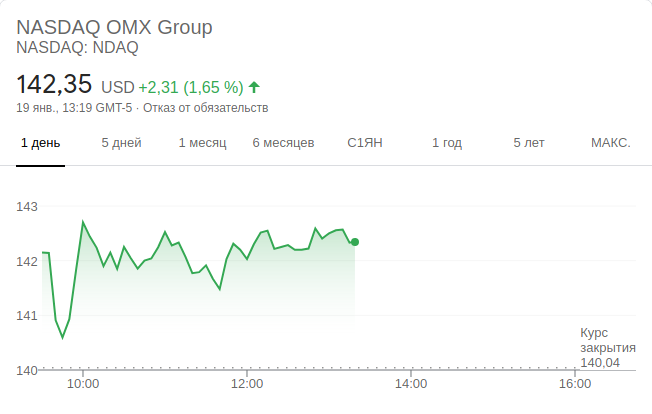 NASDAQ OMX Group
NASDAQ: NDAQ
142,35 USD +2,31 (1,65 %)
19 янв., 13:19 GMT-5 · Отказ от обязательств
1 день 5 дней 1 месяц 6 месяцев С1ЯН 1 год 5 лет МАКС.
143
142
141
140
Курс
закрытия
140,04
10:00 12:00 14:00 16:00